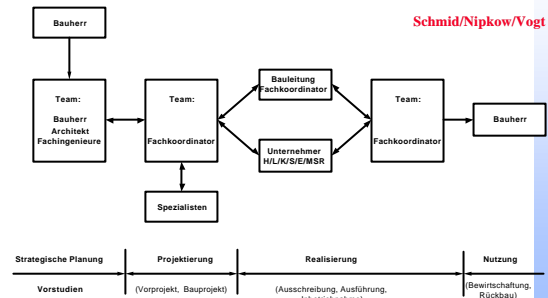 Schmid/Nipkow/Vogt
Bauherr
Team:
Bauherr
Architekt
Fachingenieure
Team:
Fachkoordinator
Bauleitung
Fachkoordinator
Unternehmer
H/L/K/S/E/MSR
Team:
Fachkoordinator
Bauherr
Spezialisten
Strategische Planung
Projektierung
Realisierung
Nutzung
Vorstudien
(Vorprojekt, Bauprojekt)
(Ausschreibung, Ausführung,
(Bewirtschaftung,
Rückbau)